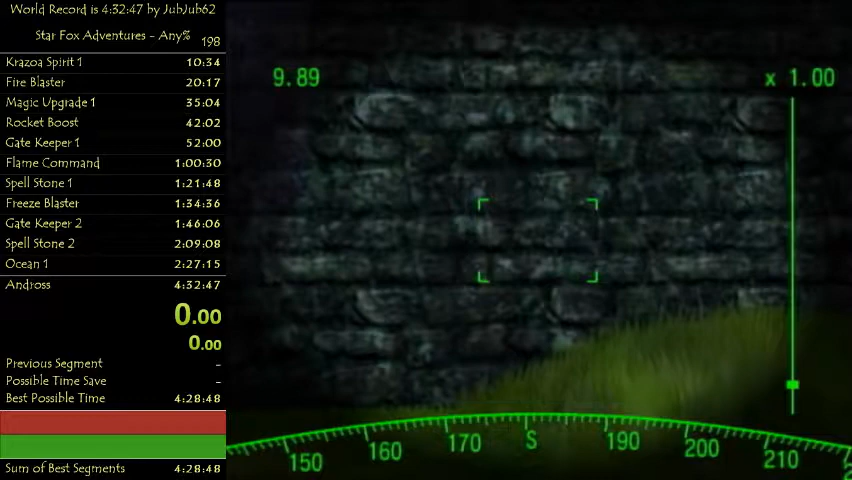 World Record is 4:32:47 by JubJub62
Star Fox Adventures - Any%
198
Krazoa Spirit 1 10:34
Fire Blaster 20:17
Magic Upgrade 1 35:04
Rocket Boost 42:02
Gate Keeper 1 52:00
Flame Command 1:00:30
Spell Stone 1 1:21:48
Freeze Blaster 1:34:36
Gate Keeper 2 1:46:06
Spell Stone 2 2:09:08
Ocean 1 2:27:15
Andross 4:32:47
0.00
0.00
Previous Segment -
Possible Time Save -
Best Possible Time 4:28:48
Sum of Best Segments 4:28:48
9.89 x 1.00
150 160 170 S 190 200 210